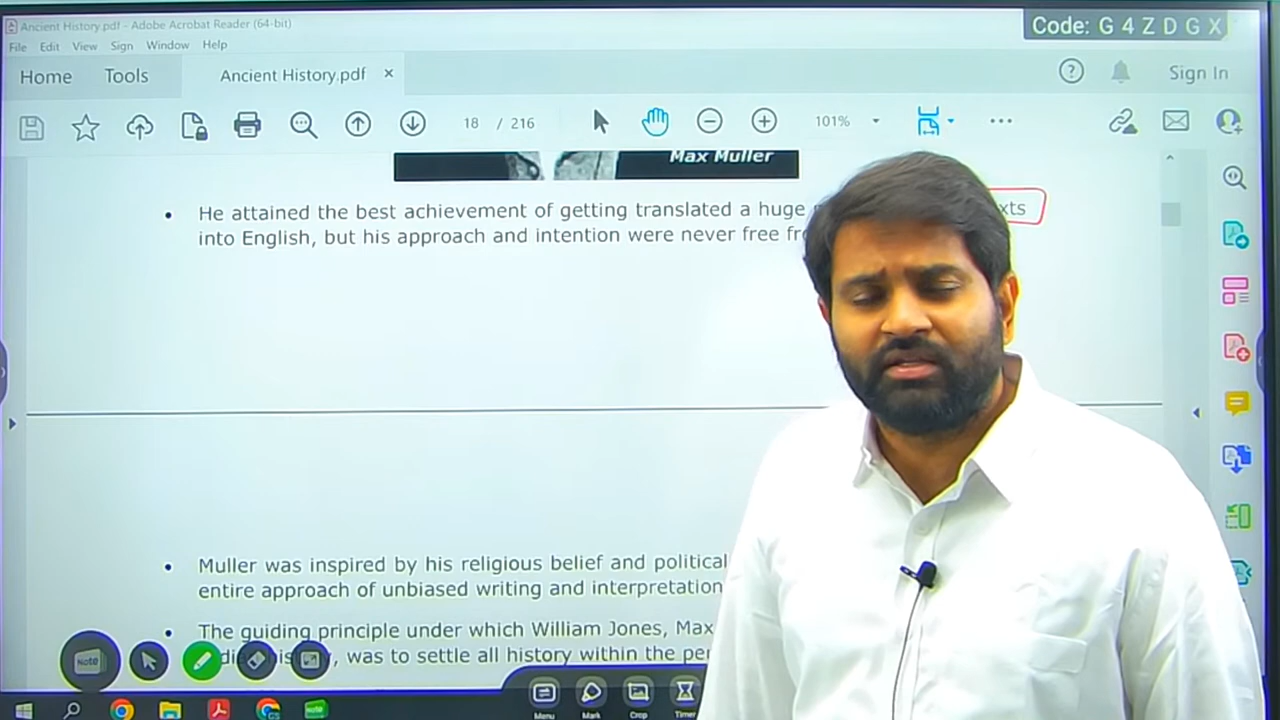 Ancient History.pdf - Adobe Acrobat Reader (64-bit)
Code: G 4 Z D G X
File Edit View Sign Window Help
Home Tools Ancient History.pdf × Sign In
18 / 216 101%
Max Muller
• He attained the best achievement of getting translated a huge
into English, but his approach and intention were never free
• Muller was inspired by his religious belief and political
entire approach of unbiased writing and interpretation
• The guiding principle under which William Jones, Max
, was to settle all history within the
Note
Menu Mark Crop Timer